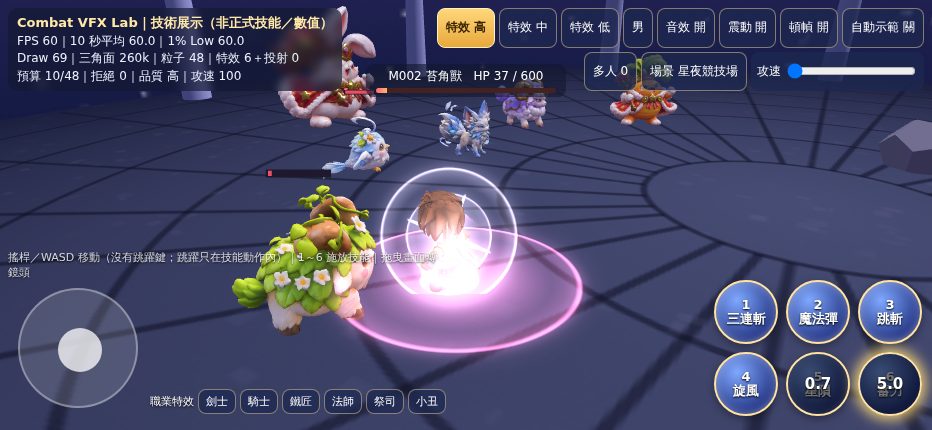 Combat VFX Lab｜技術展示（非正式技能／數值）
FPS 60｜10 秒平均 60.0｜1% Low 60.0
Draw 69｜三角面 260k｜粒子 48｜特效 6＋投射 0
預算 10/48｜拒絕 0｜品質 高｜攻速 100
特效 高
特效 中
特效 低
男
音效 開
震動 開
頓幀 開
自動示範 關
多人 0
場景 星夜競技場
攻速
M002 苔角獸 HP 37 / 600
搖桿／WASD 移動（沒有跳躍鍵；跳躍只在技能動作內）｜1～6 施放技能｜拖曳畫面轉
鏡頭
1
三連斬
2
魔法彈
3
跳斬
4
旋風
0.7
5.0
職業特效
劍士
騎士
鐵匠
法師
祭司
小丑